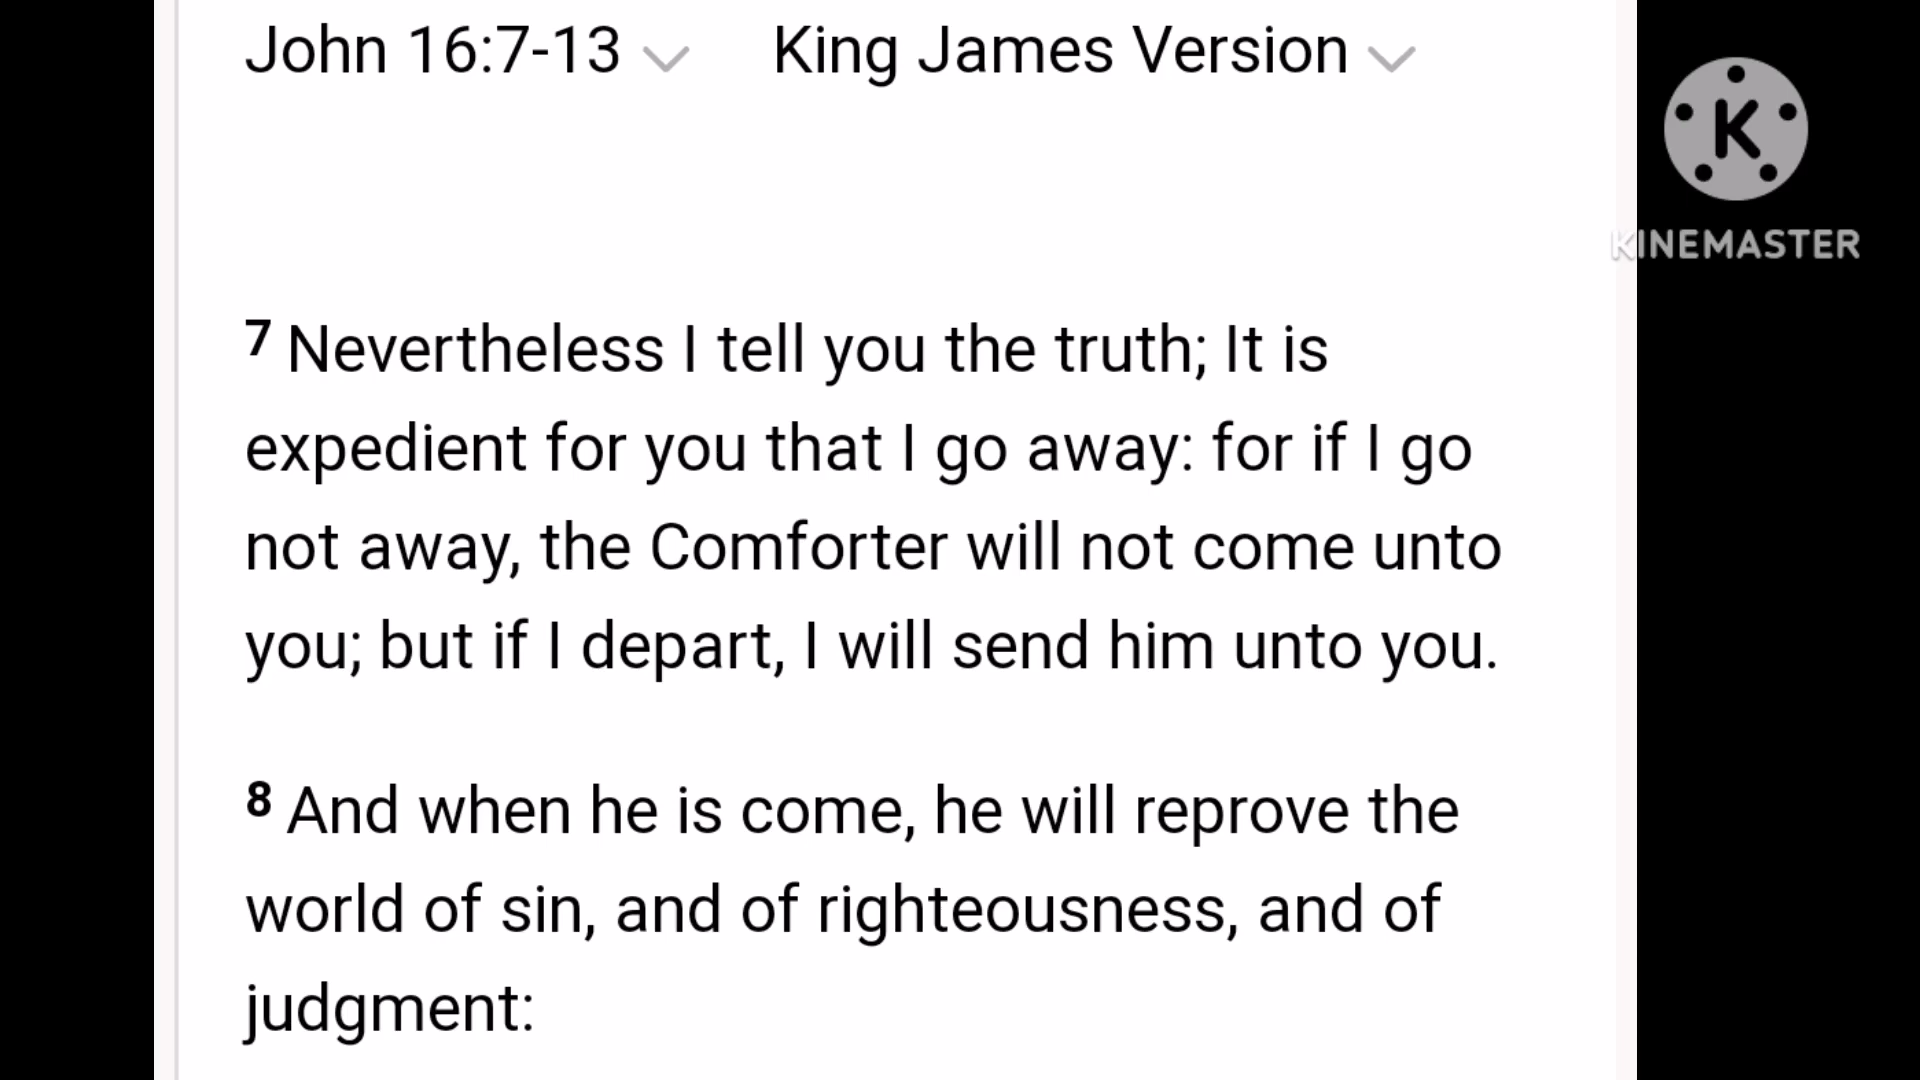 John 16:7-13 King James Version
K
KINEMASTER
7 Nevertheless I tell you the truth; It is
expedient for you that I go away: for if I go
not away, the Comforter will not come unto
you; but if I depart, I will send him unto you.
8 And when he is come, he will reprove the
world of sin, and of righteousness, and of
judgment: